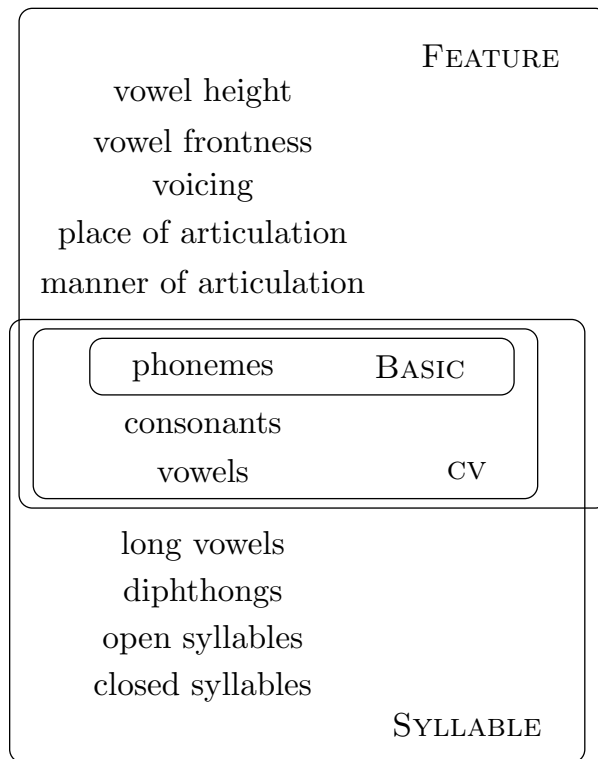 FEATURE
vowel height
vowel frontness
voicing
place of articulation
manner of articulation
phonemes BASIC
consonants
vowels CV
long vowels
diphthongs
open syllables
closed syllables
SYLLABLE